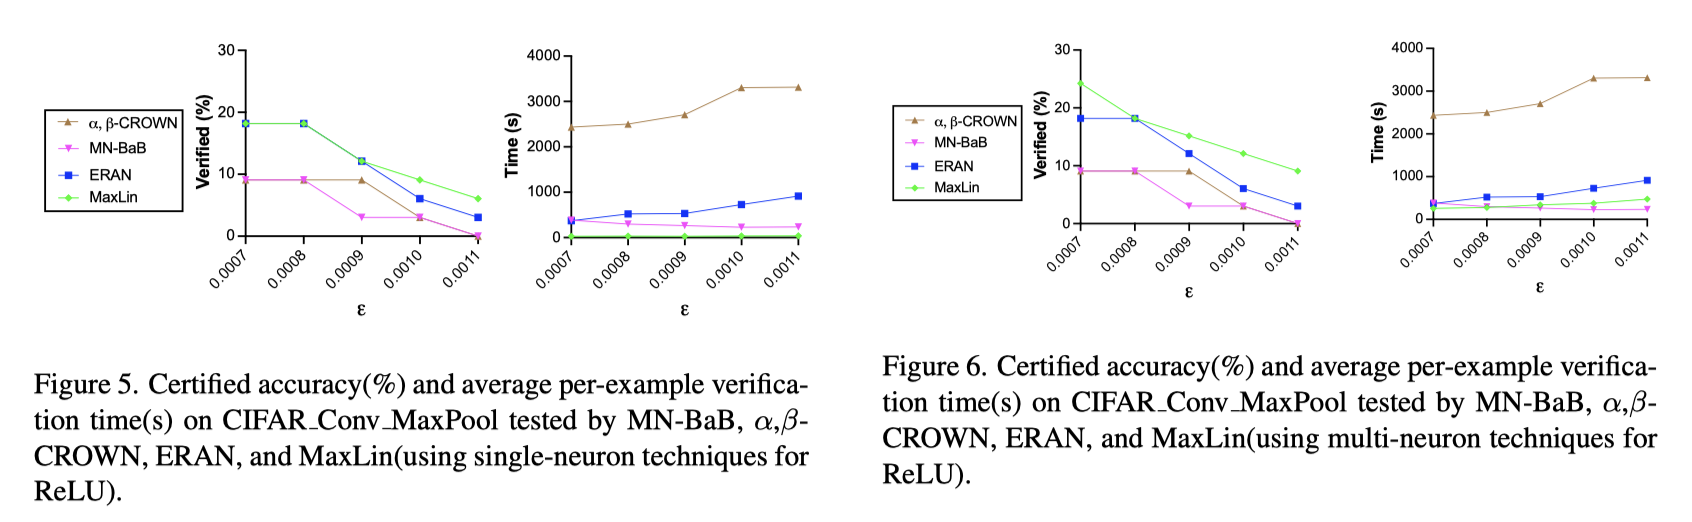 30
20
10
0
Verified (%)
0.0007
0.0008
0.0009
0.0010
0.0011
ε
α, β-CROWN
MN-BaB
ERAN
MaxLin
4000
3000
2000
1000
0
Time (s)
0.0007
0.0008
0.0009
0.0010
0.0011
ε
Figure 5. Certified accuracy(%) and average per-example verifica-
tion time(s) on CIFAR_Conv_MaxPool tested by MN-BaB, α,β-
CROWN, ERAN, and MaxLin(using single-neuron techniques for
ReLU).
α, β-CROWN
MN-BaB
ERAN
MaxLin
30
20
10
0
Verified (%)
0.0007
0.0008
0.0009
0.0010
0.0011
ε
4000
3000
2000
1000
0
Time (s)
0.0007
0.0008
0.0009
0.0010
0.0011
ε
Figure 6. Certified accuracy(%) and average per-example verifica-
tion time(s) on CIFAR_Conv_MaxPool tested by MN-BaB, α,β-
CROWN, ERAN, and MaxLin(using multi-neuron techniques for
ReLU).